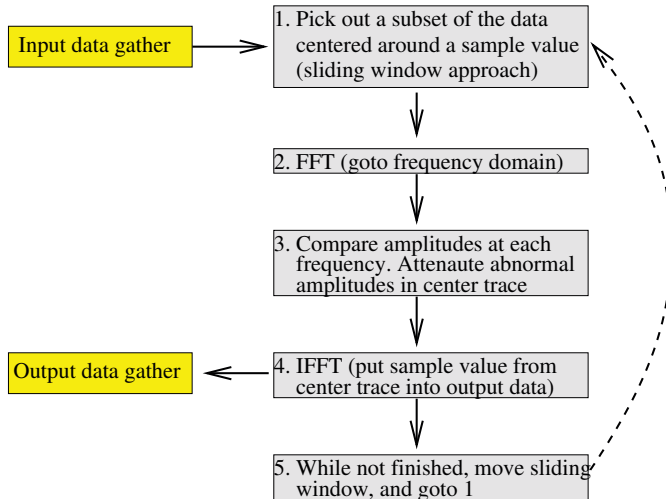 Input data gather
1. Pick out a subset of the data
centered around a sample value
(sliding window approach)
2. FFT (goto frequency domain)
3. Compare amplitudes at each
frequency. Attenaute abnormal
amplitudes in center trace
Output data gather
4. IFFT (put sample value from
center trace into output data)
5. While not finished, move sliding
window, and goto 1